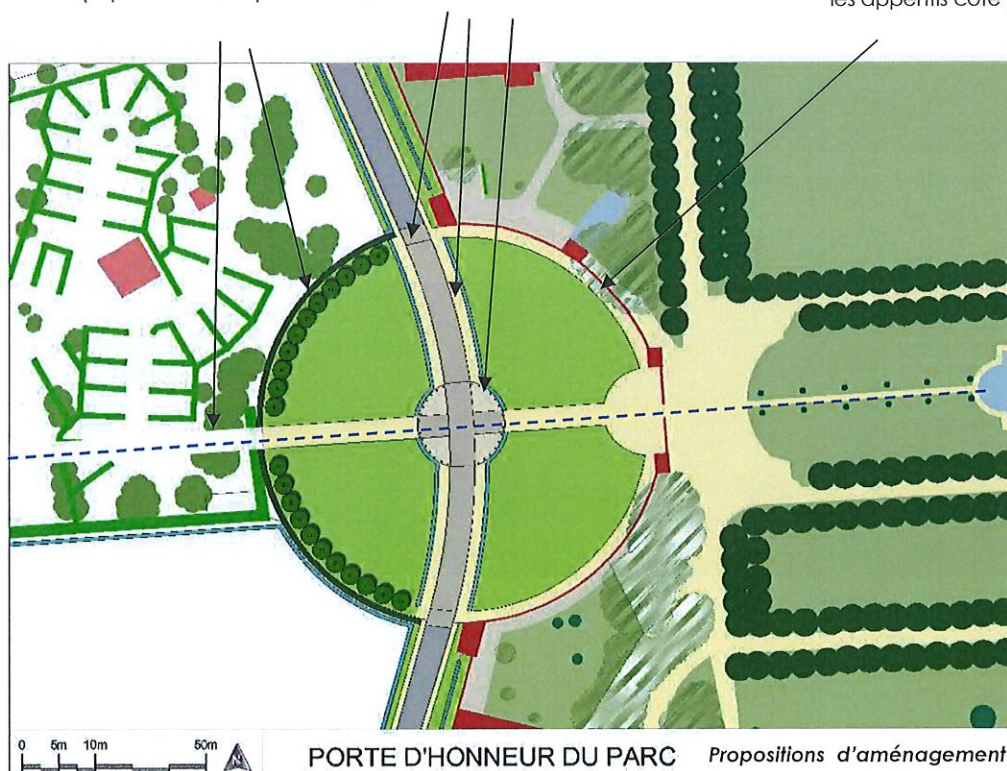 les appentis côté
0 5m 10m 50m
PORTE D'HONNEUR DU PARC Propositions d'aménagement